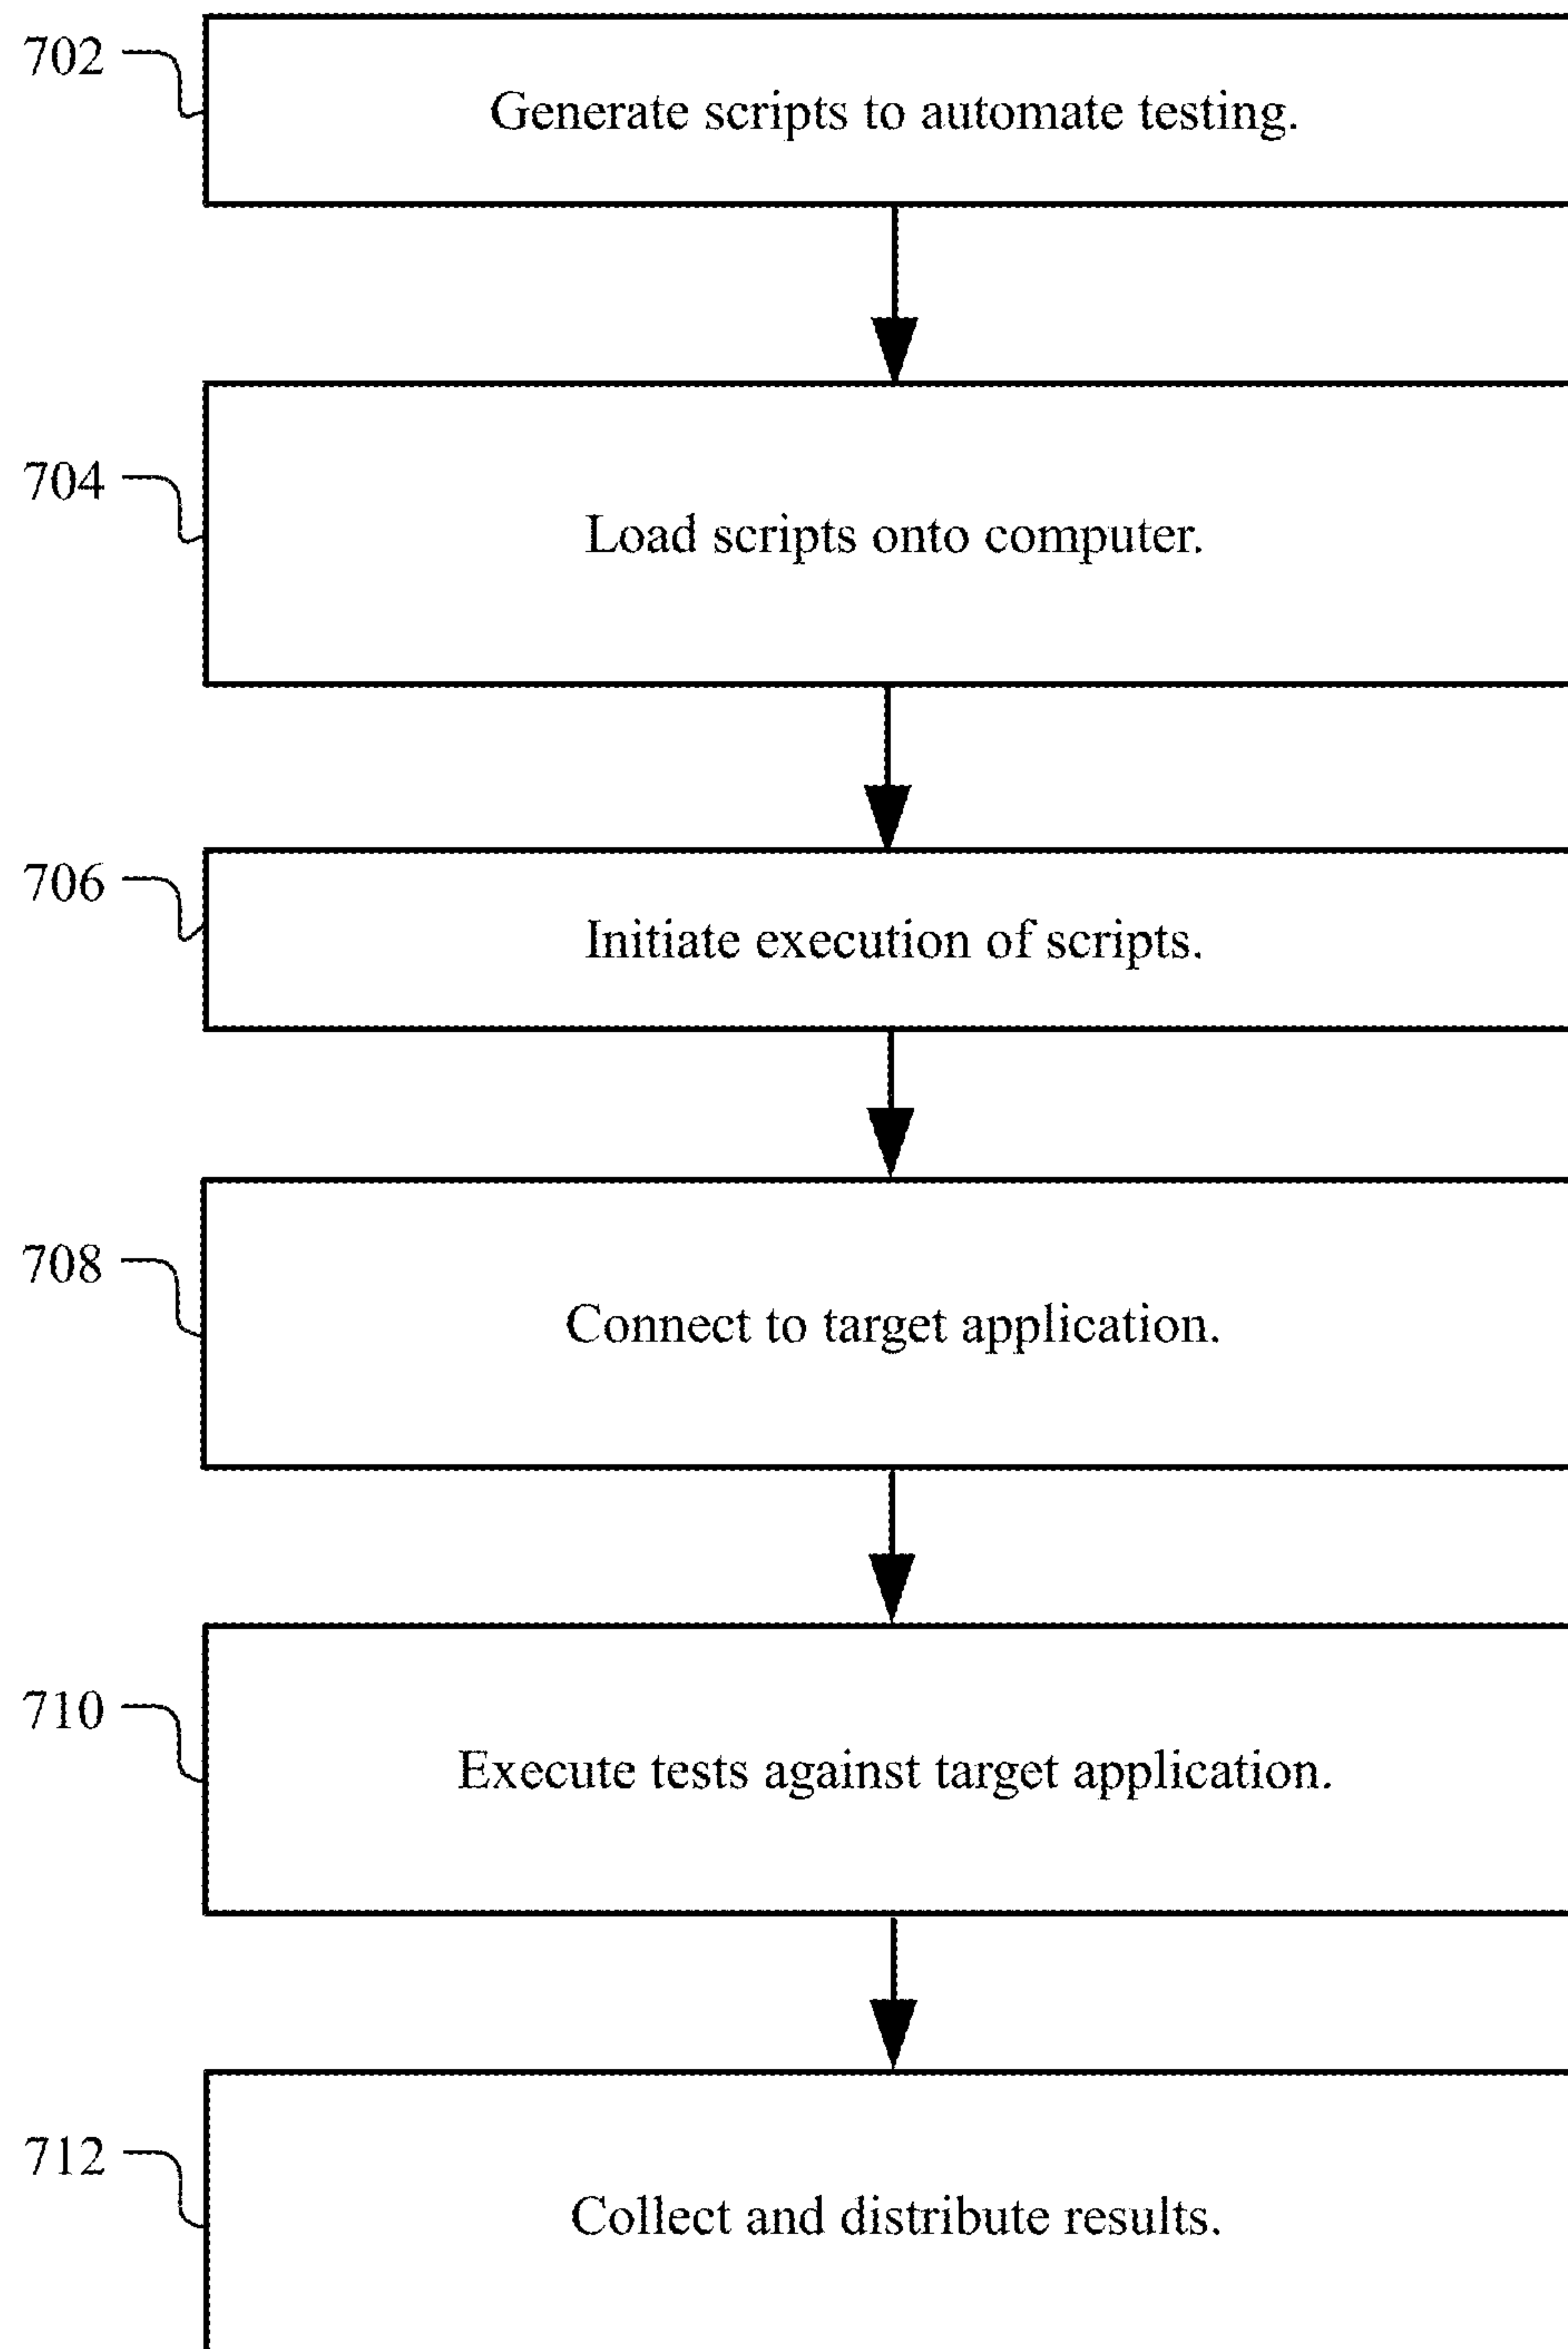 702
Generate scripts to automate testing.
704
Load scripts onto computer.
706
Initiate execution of scripts.
708
Connect to target application.
710
Execute tests against target application.
712
Collect and distribute results.